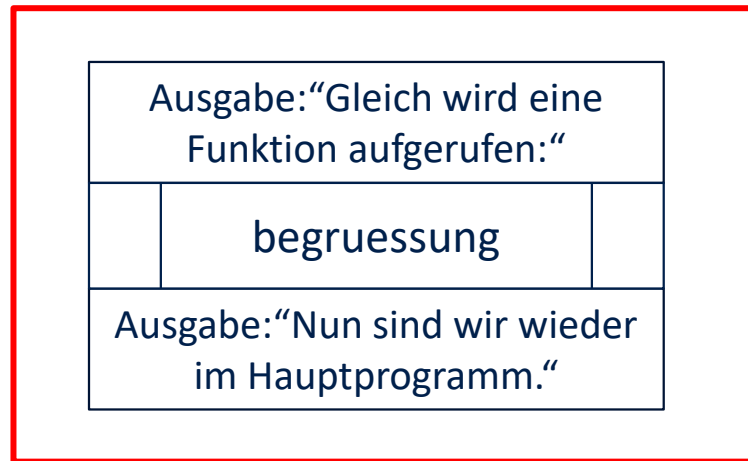 Ausgabe:“Gleich wird eine
Funktion aufgerufen:“
begruessung
Ausgabe:“Nun sind wir wieder
im Hauptprogramm.“